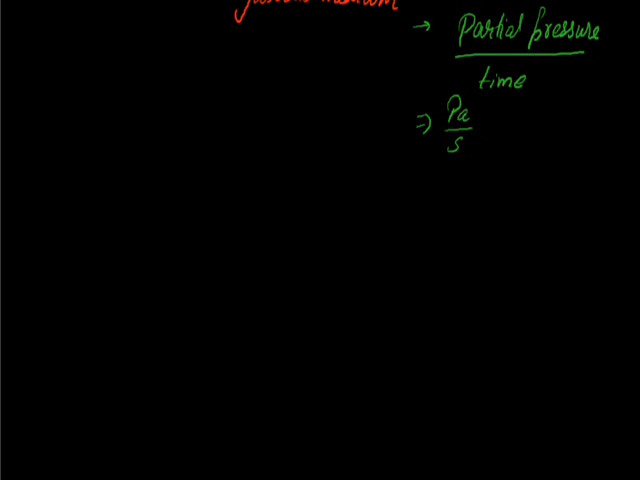 → Partial pressure
time
⇒ Pa
s